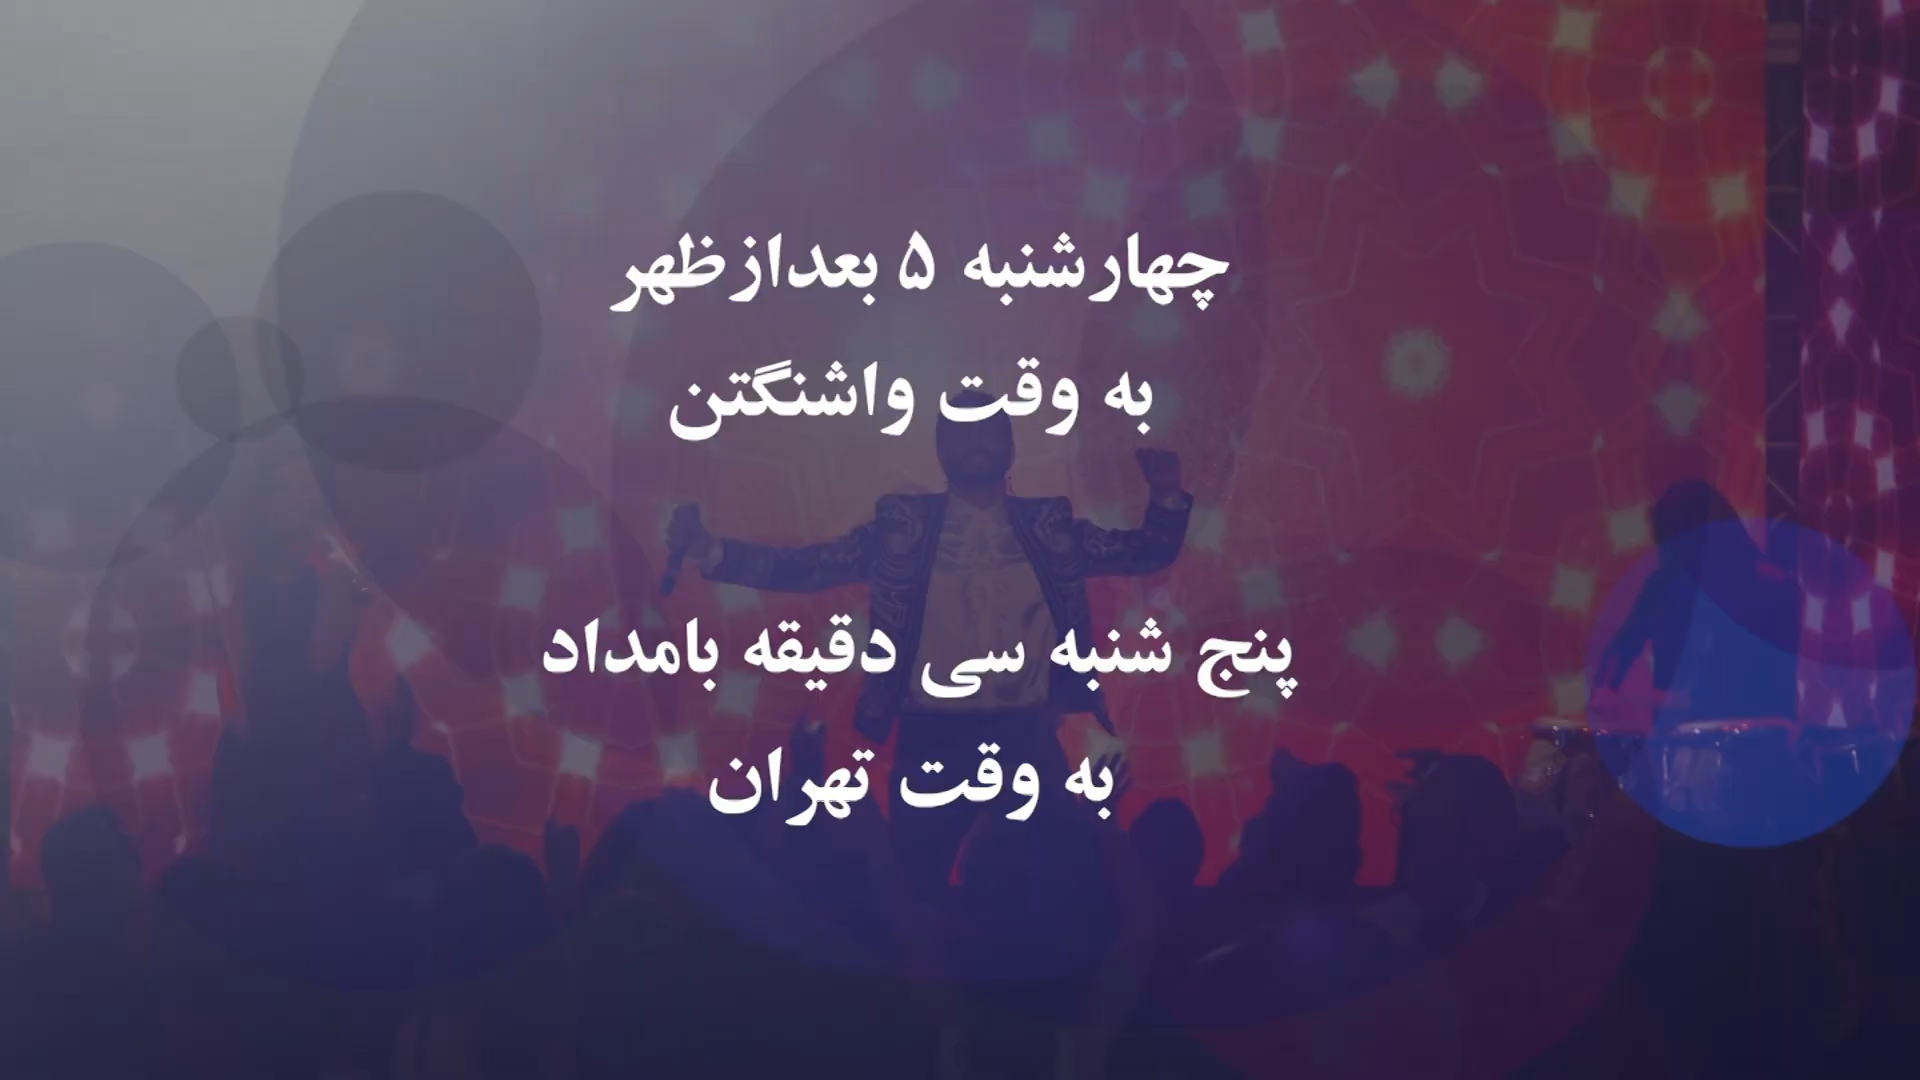 چهارشنبه ۵ بعدازظهر
به وقت واشنگتن
پنج شنبه سی دقیقه بامداد
به وقت تهران